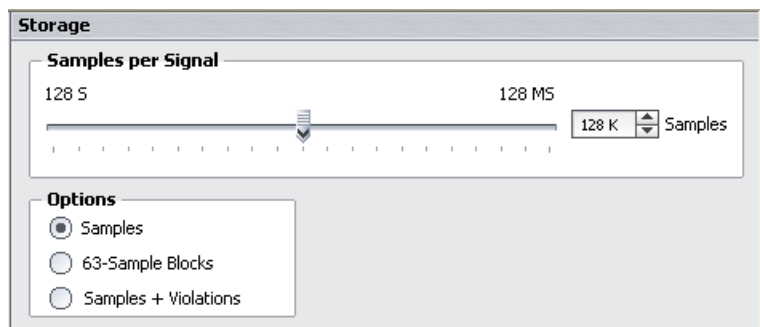 Storage
Samples per Signal
128 S 128 MS
128 K Samples
Options
Samples
63-Sample Blocks
Samples + Violations